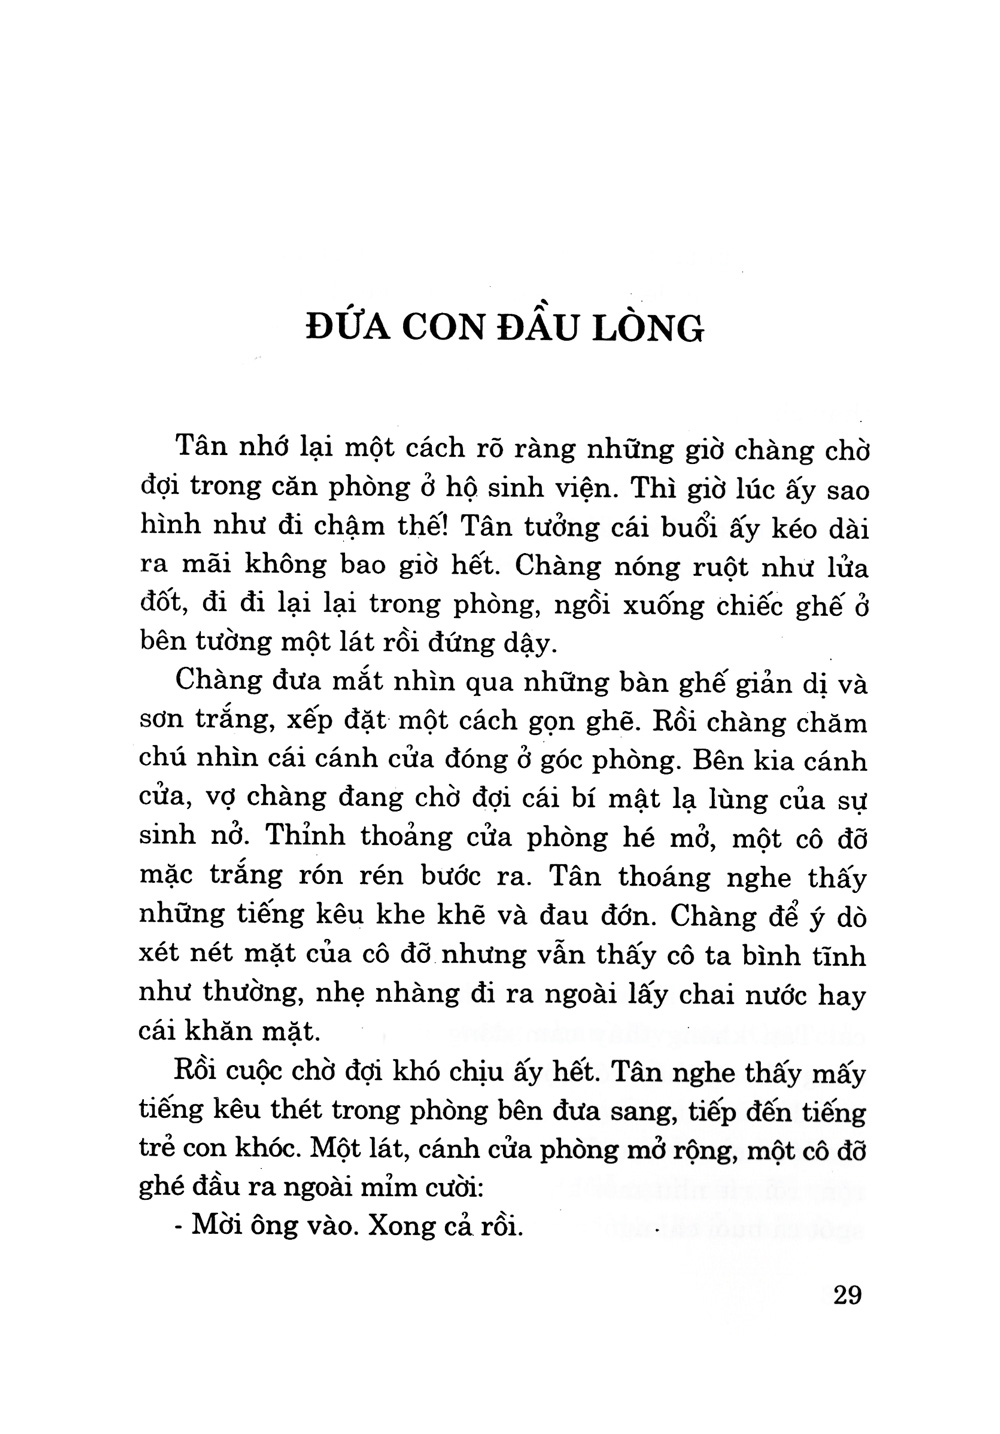 ĐỨA CON ĐẦU LÒNG
Tân nhớ lại một cách rõ ràng những giờ chàng chờ
đợi trong căn phòng ở hộ sinh viện. Thì giờ lúc ấy sao
hình như đi chậm thế! Tân tưởng cái buổi ấy kéo dài
ra mãi không bao giờ hết. Chàng nóng ruột như lửa
đốt, đi đi lại lại trong phòng, ngồi xuống chiếc ghế ở
bên tường một lát rồi đứng dậy.
Chàng đưa mắt nhìn qua những bàn ghế giản dị và
sơn trắng, xếp đặt một cách gọn ghẽ. Rồi chàng chăm
chú nhìn cái cánh cửa đóng ở góc phòng. Bên kia cánh
cửa, vợ chàng đang chờ đợi cái bí mật lạ lùng của sự
sinh nở. Thỉnh thoảng cửa phòng hé mở, một cô đỡ
mặc trắng rón rén bước ra. Tân thoáng nghe thấy
những tiếng kêu khe khẽ và đau đớn. Chàng để ý dò
xét nét mặt của cô đỡ nhưng vẫn thấy cô ta bình tĩnh
như thường, nhẹ nhàng đi ra ngoài lấy chai nước hay
cái khăn mặt.
Rồi cuộc chờ đợi khó chịu ấy hết. Tân nghe thấy mấy
tiếng kêu thét trong phòng bên đưa sang, tiếp đến tiếng
trẻ con khóc. Một lát, cánh cửa phòng mở rộng, một cô đỡ
ghé đầu ra ngoài mỉm cười:
- Mời ông vào. Xong cả rồi.
29